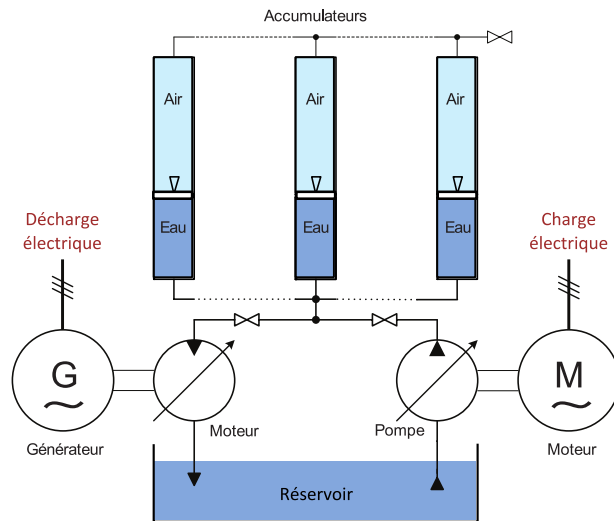 Accumulateurs
Air
Air
Air
Eau
Eau
Eau
Décharge
électrique
Charge
électrique
G
M
Générateur
Moteur
Pompe
Moteur
Réservoir